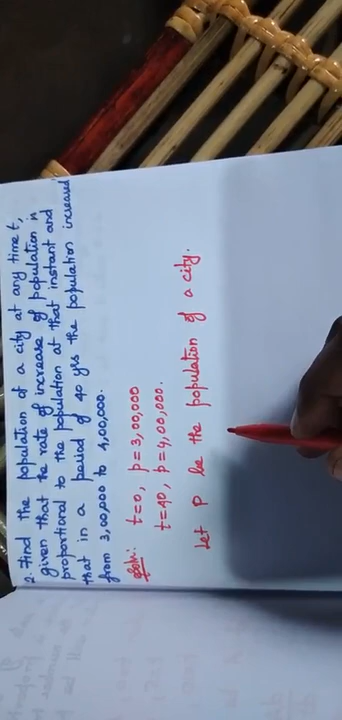 2. Find the population of a city at any time t,
given that the rate of increase of population is
proportional to the population at that instant and
that in a period of 40 yrs the population increased
from 3,00,000 to 4,00,000.
Soln: t=0, p=3,00,000
t=40, p=4,00,000.
Let P be the population of a city.